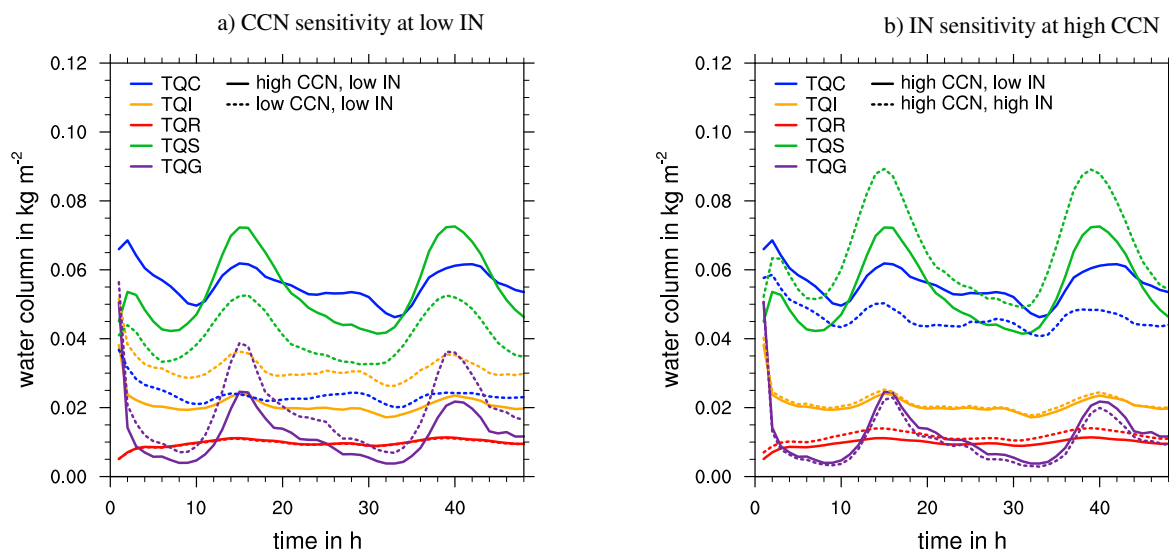 a) CCN sensitivity at low IN
0.12
0.10
0.08
0.06
0.04
0.02
0.00
water column in kg m-2
0 10 20 30 40
time in h
TQC
TQI
TQR
TQS
TQG
high CCN, low IN
low CCN, low IN
b) IN sensitivity at high CCN
0.12
0.10
0.08
0.06
0.04
0.02
0.00
water column in kg m-2
0 10 20 30 40
time in h
TQC
TQI
TQR
TQS
TQG
high CCN, low IN
high CCN, high IN